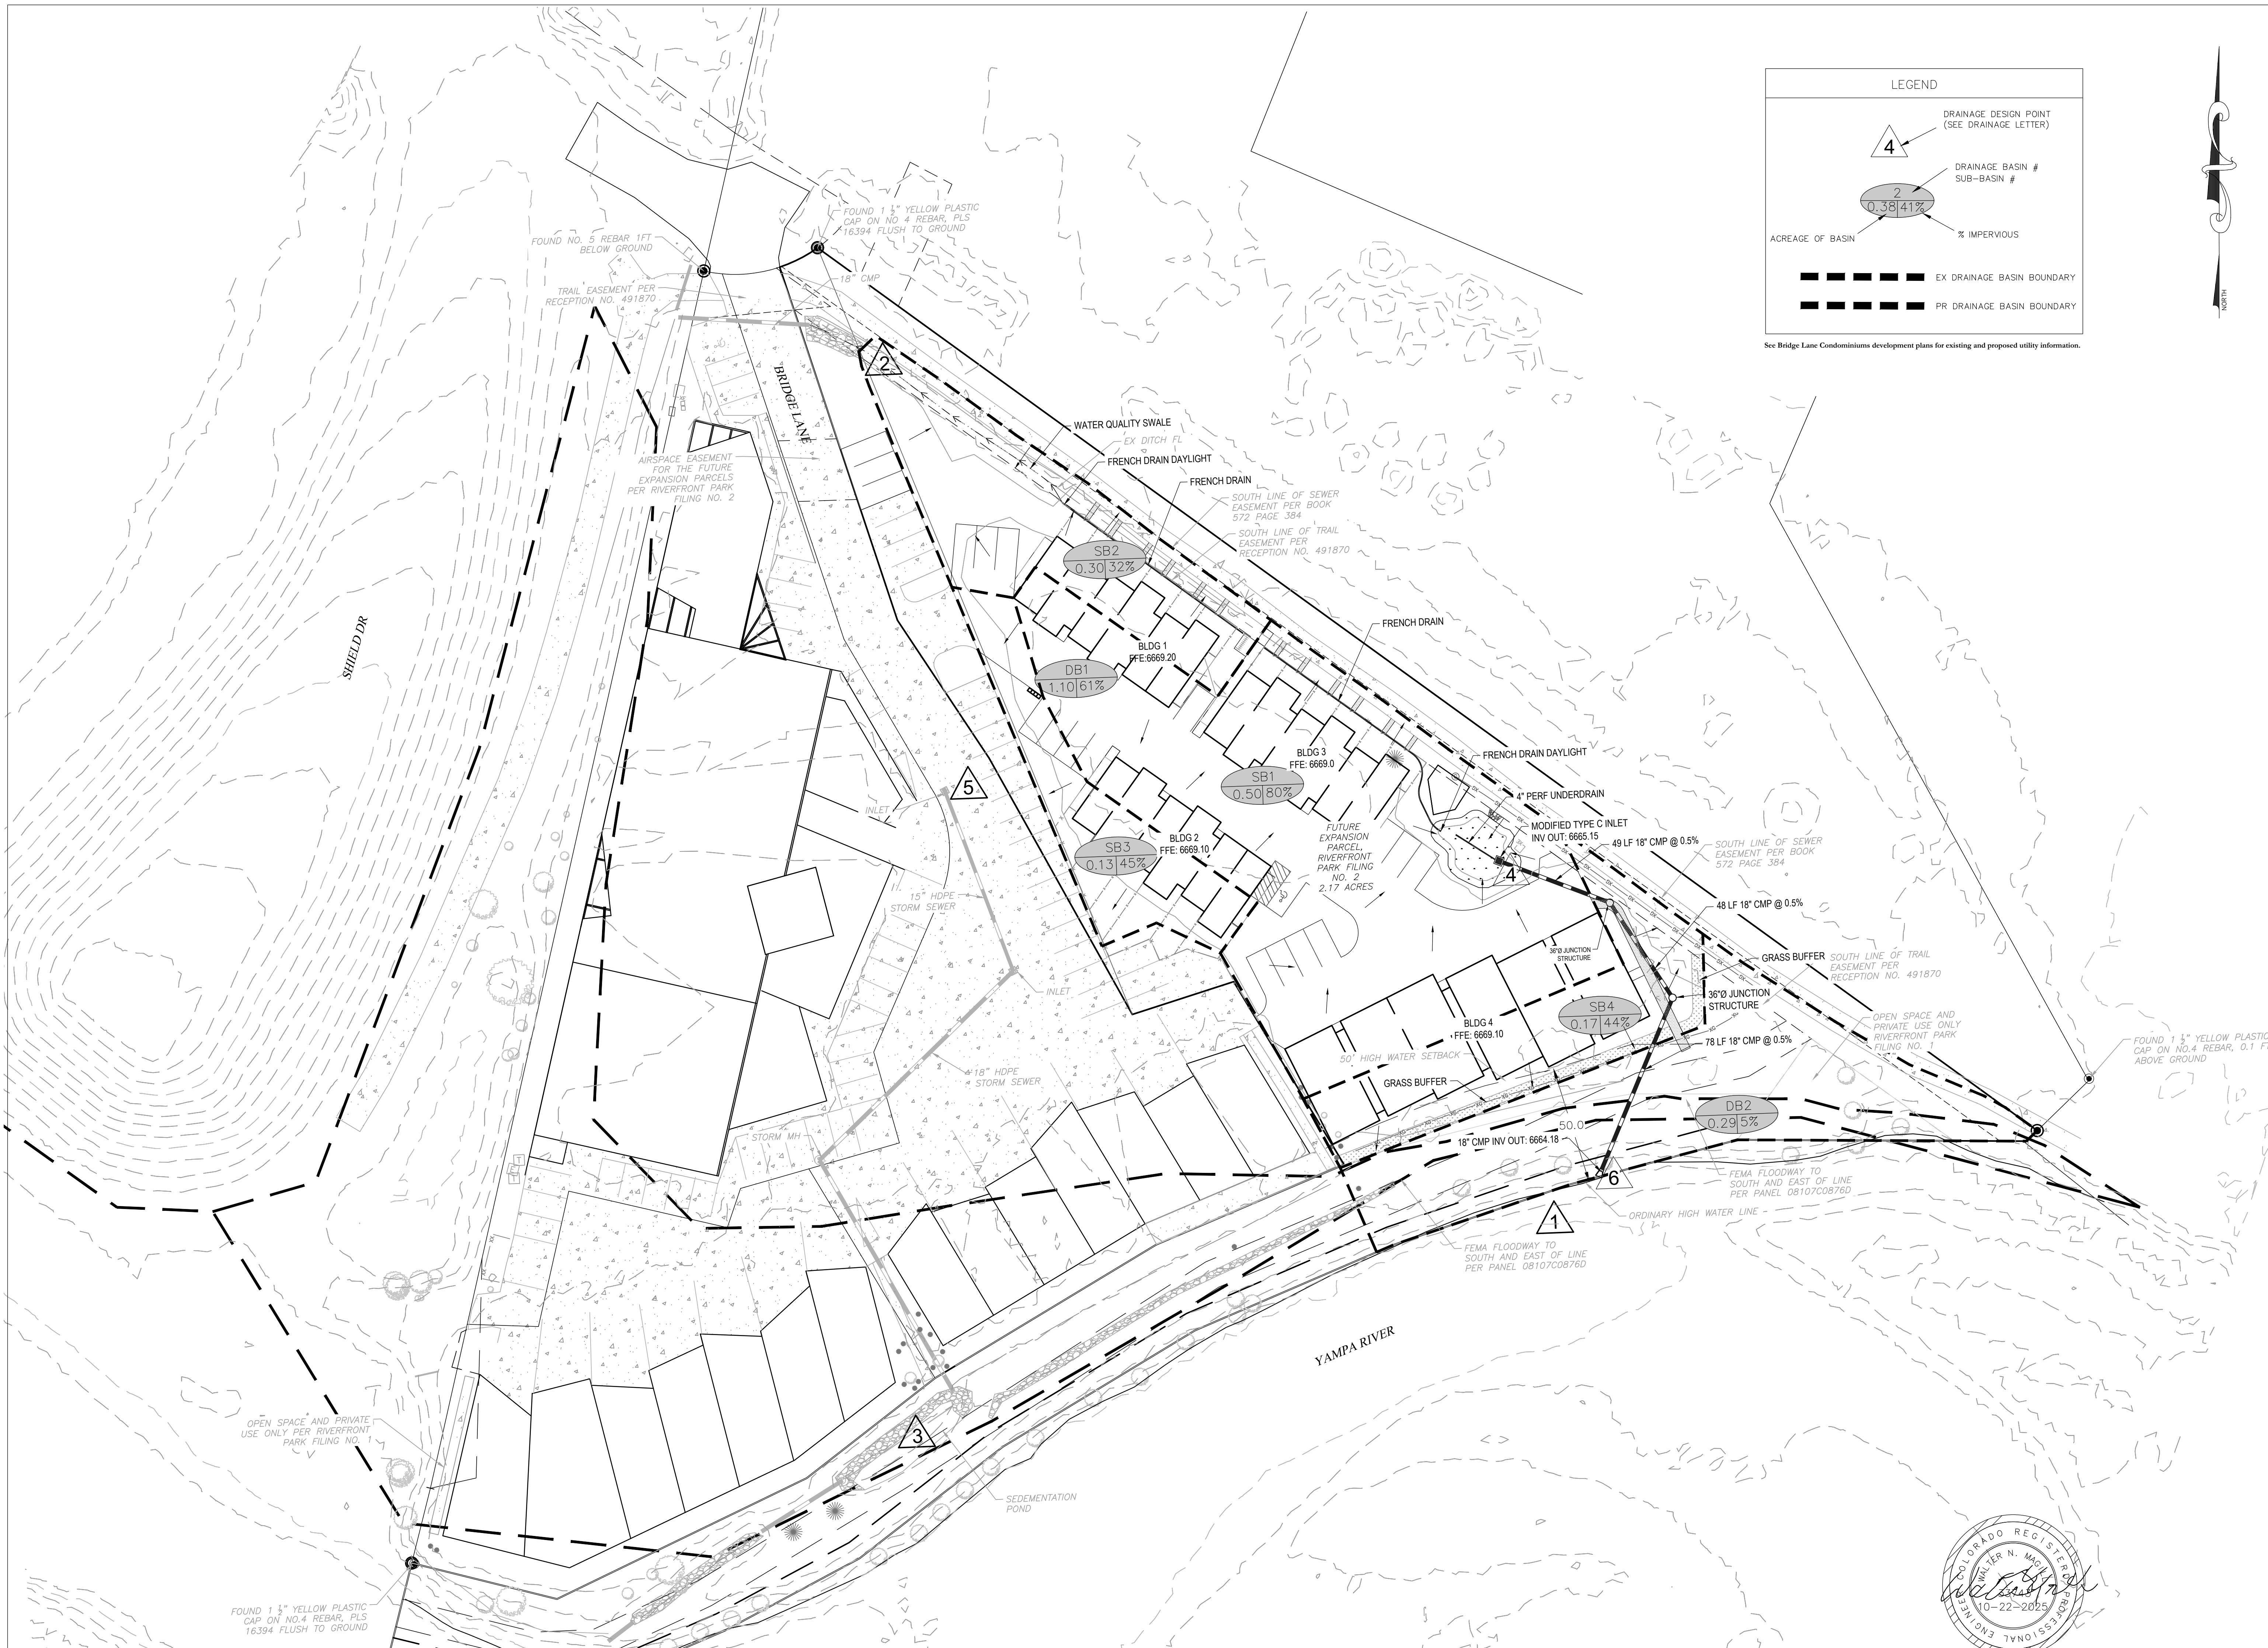 LEGEND
DRAINAGE DESIGN POINT
(SEE DRAINAGE LETTER)
4
DRAINAGE BASIN #
SUB-BASIN #
2
0.38 41%
ACREAGE OF BASIN
% IMPERVIOUS
EX DRAINAGE BASIN BOUNDARY
PR DRAINAGE BASIN BOUNDARY
See Bridge Lane Condominiums development plans for existing and proposed utility information.
NORTH
FOUND 1 ½" YELLOW PLASTIC
CAP ON NO 4 REBAR, PLS
16394 FLUSH TO GROUND
FOUND NO. 5 REBAR 1FT
BELOW GROUND
18" CMP
TRAIL EASEMENT PER
RECEPTION NO. 491870
2
BRIDGE LANE
WATER QUALITY SWALE
EX DITCH FL
FRENCH DRAIN DAYLIGHT
FRENCH DRAIN
AIRSPACE EASEMENT
FOR THE FUTURE
EXPANSION PARCELS
PER RIVERFRONT PARK
FILING NO. 2
SOUTH LINE OF SEWER
EASEMENT PER BOOK
572 PAGE 384
SOUTH LINE OF TRAIL
EASEMENT PER
RECEPTION NO. 491870
SB2
0.30 32%
SHIELD DR
FRENCH DRAIN
BLDG 1
FFE:6669.20
DB1
1.10 61%
BLDG 3
FFE: 6669.0
FRENCH DRAIN DAYLIGHT
SB1
0.50 80%
5
INLET
4" PERF UNDERDRAIN
MODIFIED TYPE C INLET
INV OUT: 6665.15
49 LF 18" CMP @ 0.5%
SOUTH LINE OF SEWER
EASEMENT PER BOOK
572 PAGE 384
BLDG 2
FFE: 6669.10
SB3
0.13 45%
FUTURE
EXPANSION
PARCEL,
RIVERFRONT
PARK FILING
NO. 2
2.17 ACRES
4
15" HDPE
STORM SEWER
48 LF 18" CMP @ 0.5%
36"Ø JUNCTION
STRUCTURE
GRASS BUFFER
SOUTH LINE OF TRAIL
EASEMENT PER
RECEPTION NO. 491870
INLET
36"Ø JUNCTION
STRUCTURE
SB4
0.17 44%
BLDG 4
FFE: 6669.10
OPEN SPACE AND
PRIVATE USE ONLY
RIVERFRONT PARK
FILING NO. 1
78 LF 18" CMP @ 0.5%
50' HIGH WATER SETBACK
FOUND 1 ½" YELLOW PLASTIC
CAP ON NO.4 REBAR, 0.1 FT
ABOVE GROUND
18" HDPE
STORM SEWER
GRASS BUFFER
DB2
0.29 5%
50.0
STORM MH
18" CMP INV OUT: 6664.18
6
FEMA FLOODWAY TO
SOUTH AND EAST OF LINE
PER PANEL 08107C0876D
ORDINARY HIGH WATER LINE
1
FEMA FLOODWAY TO
SOUTH AND EAST OF LINE
PER PANEL 08107C0876D
YAMPA RIVER
OPEN SPACE AND PRIVATE
USE ONLY PER RIVERFRONT
PARK FILING NO. 1
3
SEDEMENTATION
POND
FOUND 1 ½" YELLOW PLASTIC
CAP ON NO.4 REBAR, PLS
16394 FLUSH TO GROUND
COLORADO REGISTERED PROFESSIONAL ENGINEER
WALTER N.
10-22-2025